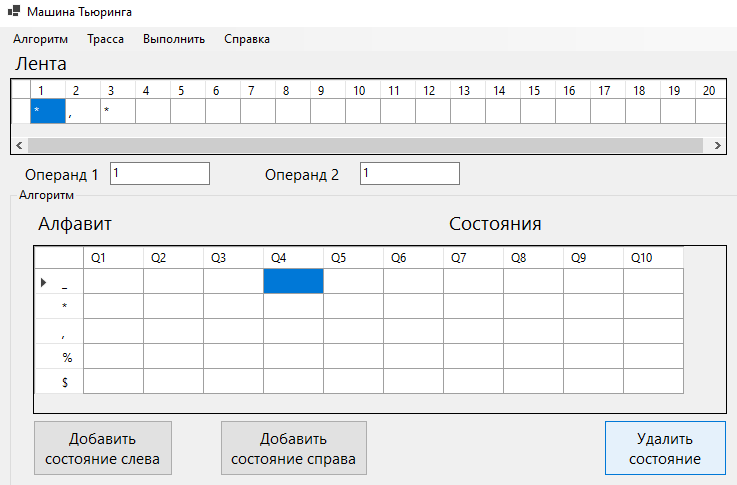 Машина Тьюринга
Алгоритм Трасса Выполнить Справка
Лента
1 2 3 4 5 6 7 8 9 10 11 12 13 14 15 16 17 18 19 20
* , *
Операнд 1 1 Операнд 2 1
Алгоритм
Алфавит Состояния
Q1 Q2 Q3 Q4 Q5 Q6 Q7 Q8 Q9 Q10
_
*
,
%
$
Добавить состояние слева
Добавить состояние справа
Удалить состояние